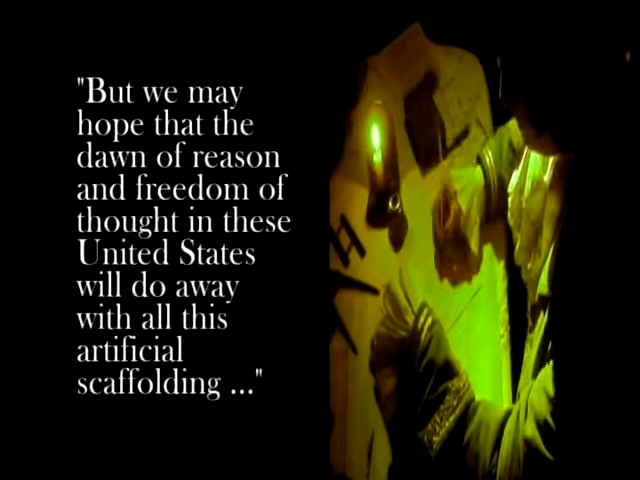 "But we may
hope that the
dawn of reason
and freedom of
thought in these
United States
will do away
with all this
artificial
scaffolding ..."